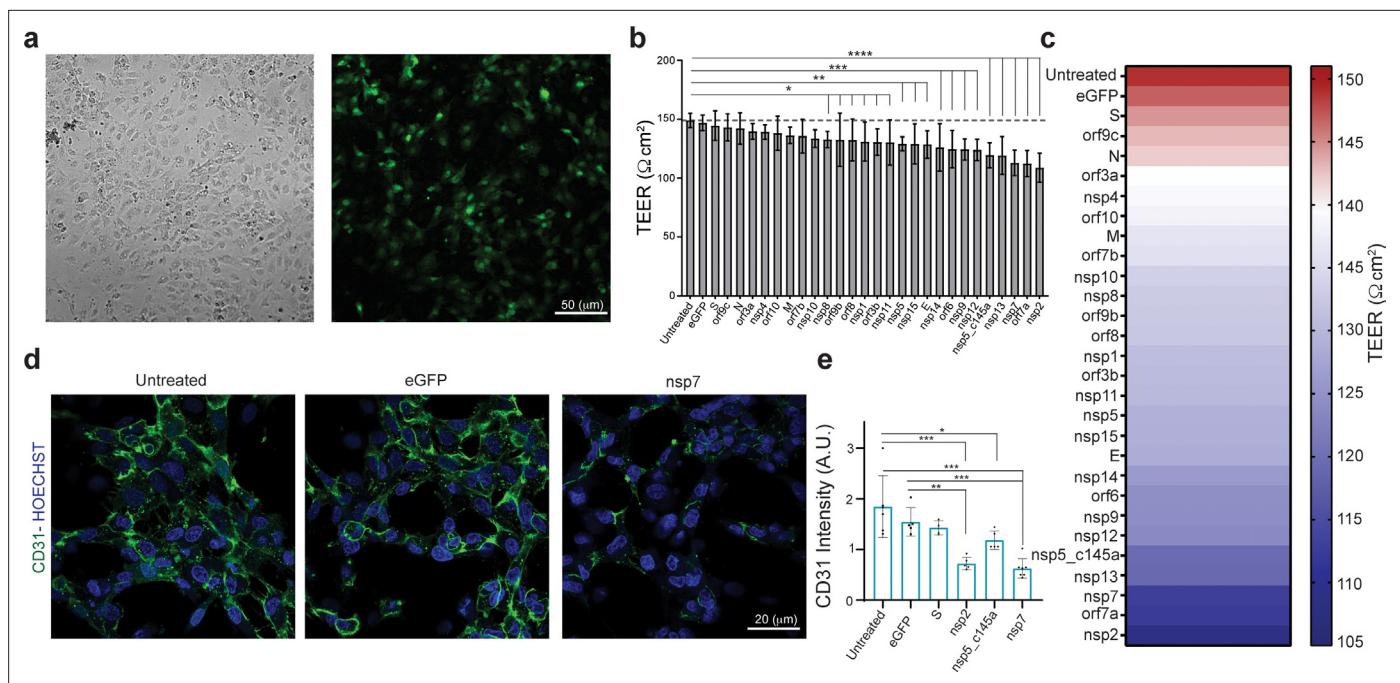 a
50 (µm)
b
TEER (Ω cm²)
200
150
100
50
0
****
***
**
*
Untreated
eGFP
S
orf9c
N
orf3a
nsp4
orf10
M
orf7b
nsp10
nsp8
orf9b
orf8
nsp1
orf3b
nsp11
nsp5
nsp15
E
nsp14
orf6
nsp9
nsp12
nsp5_c145a
nsp13
nsp7
orf7a
nsp2
c
Untreated
eGFP
S
orf9c
N
orf3a
nsp4
orf10
M
orf7b
nsp10
nsp8
orf9b
orf8
nsp1
orf3b
nsp11
nsp5
nsp15
E
nsp14
orf6
nsp9
nsp12
nsp5_c145a
nsp13
nsp7
orf7a
nsp2
150
145
140
135
130
125
120
115
110
105
TEER (Ω cm²)
d
Untreated
eGFP
nsp7
CD31- HOECHST
20 (µm)
e
CD31 Intensity (A.U.)
3
2
1
0
*
***
***
***
**
Untreated
eGFP
S
nsp2
nsp5_c145a
nsp7